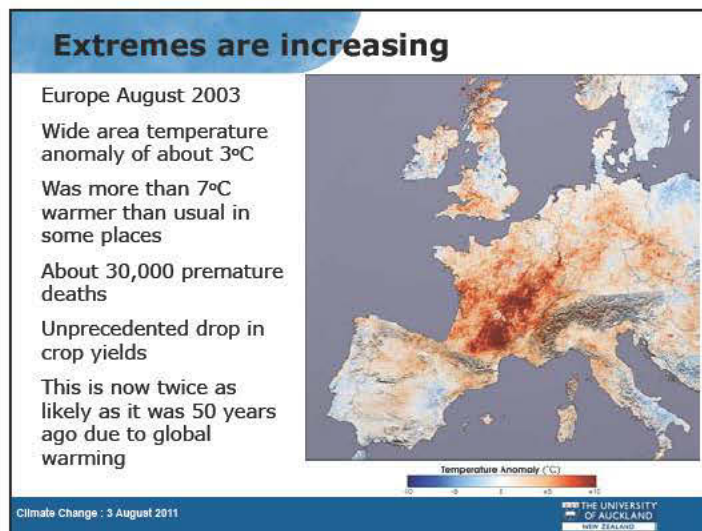 Extremes are increasing
Europe August 2003
Wide area temperature
anomaly of about 3ºC
Was more than 7ºC
warmer than usual in
some places
About 30,000 premature
deaths
Unprecedented drop in
crop yields
This is now twice as
likely as it was 50 years
ago due to global
warming
Temperature Anomaly (°C)
-10 -5 0 +5 +10
Climate Change : 3 August 2011
THE UNIVERSITY
OF AUCKLAND
NEW ZEALAND